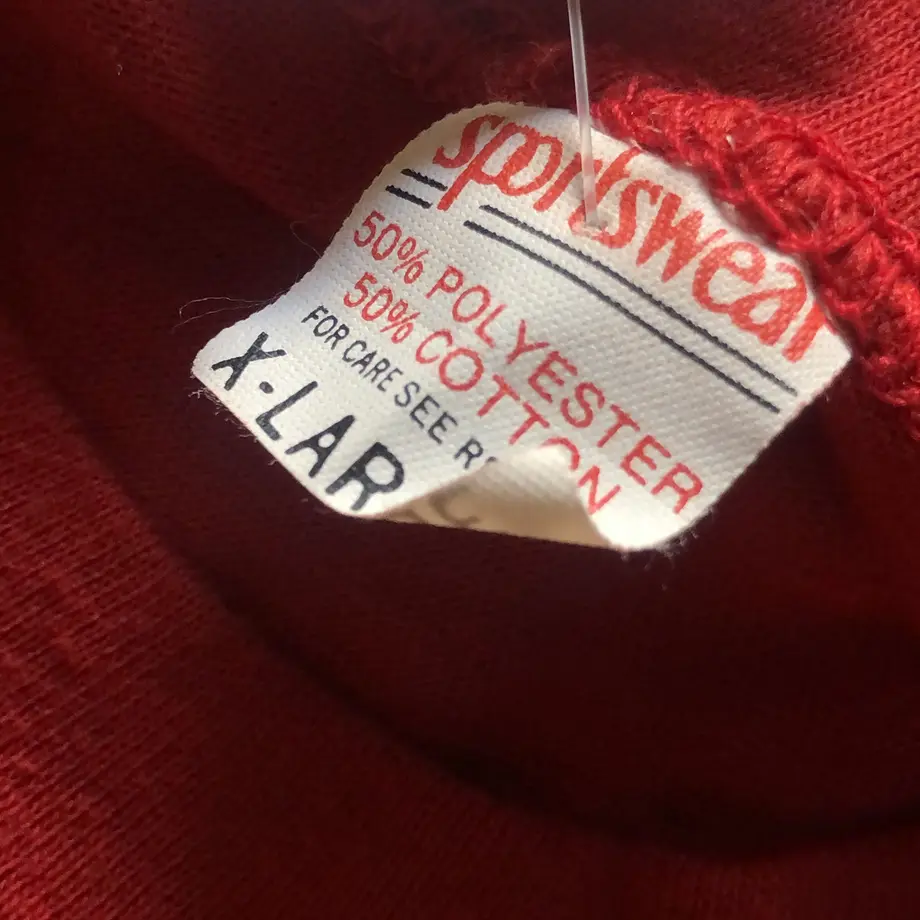 sportswear
50% POLYESTER
50% COTTON
FOR CARE SEE
X-LAR